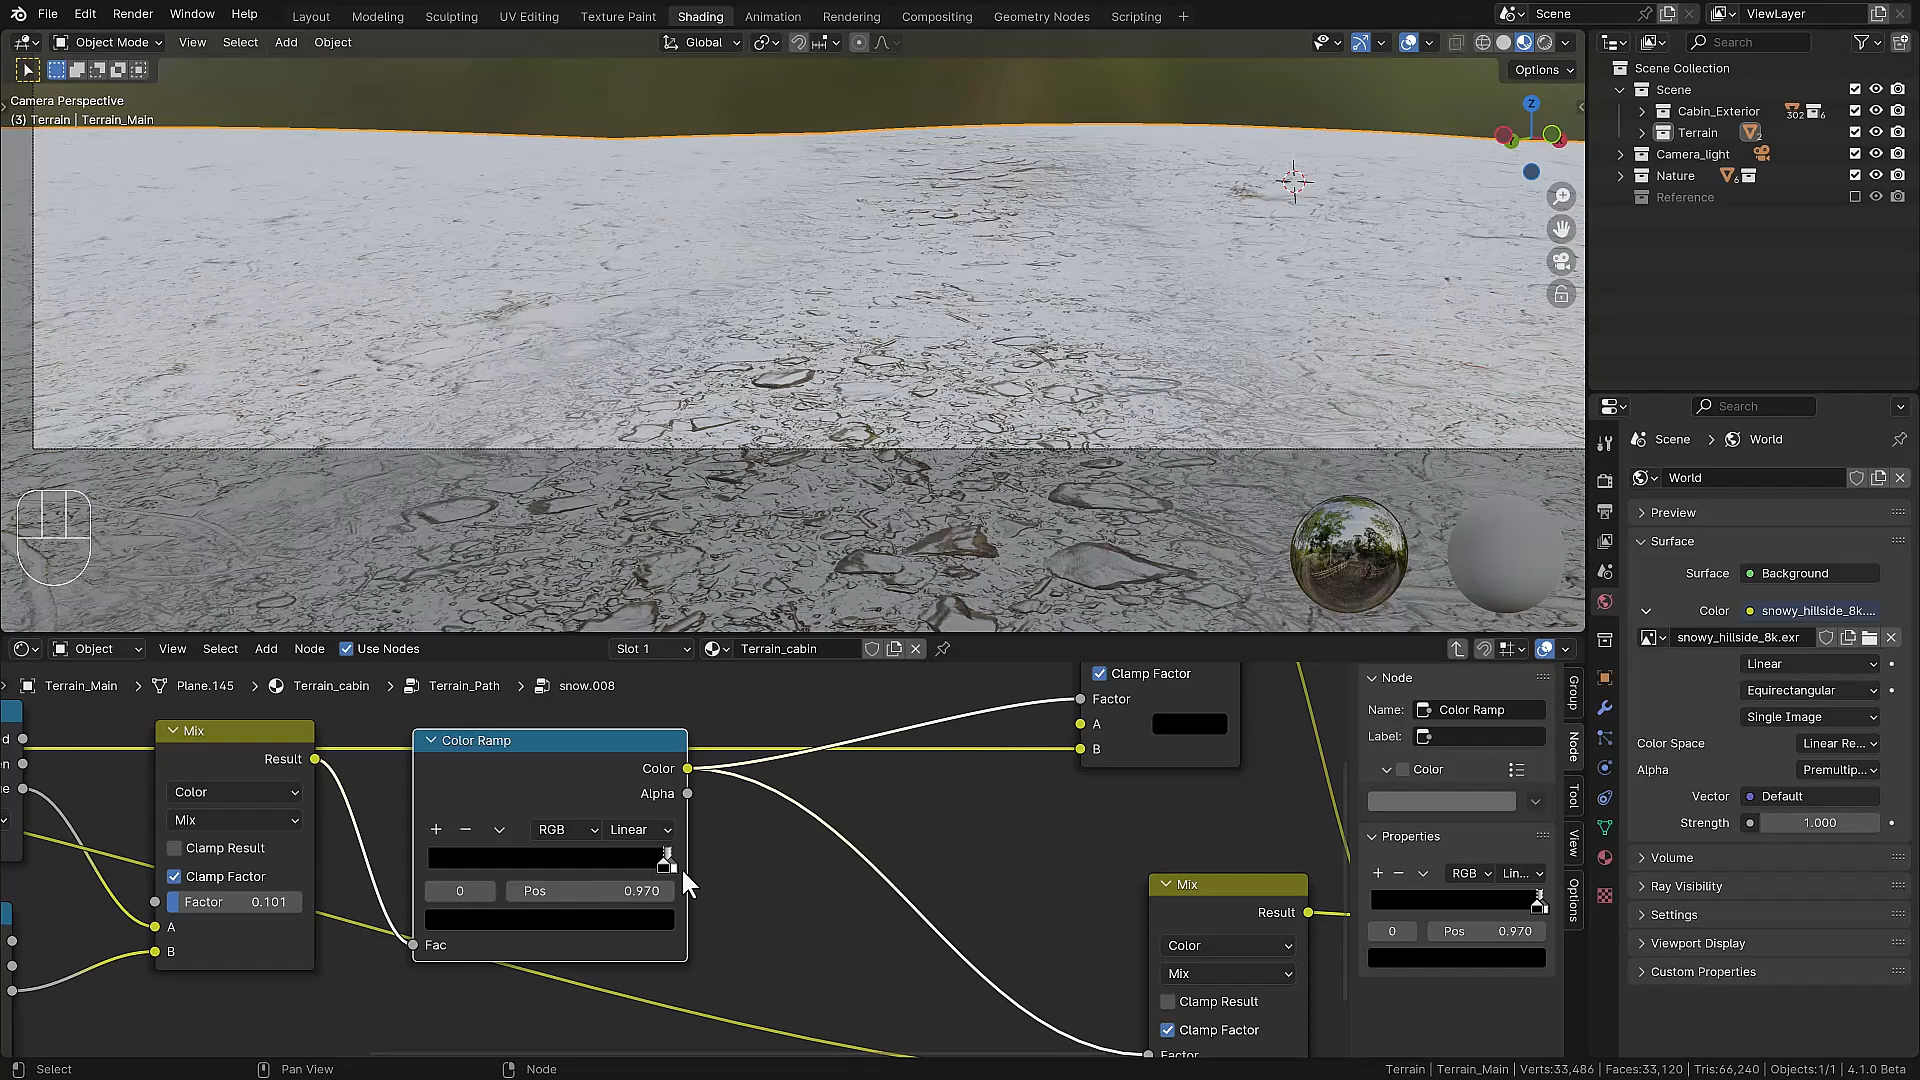 File Edit Render Window Help Layout Modeling Sculpting UV Editing Texture Paint Shading Animation Rendering Compositing Geometry Nodes Scripting Scene ViewLayer
Object Mode View Select Add Object Global Search
Options
Camera Perspective
(3) Terrain | Terrain_Main
Z
Scene Collection
Scene
Cabin_Exterior 302 6
Terrain 2
Camera_light
Nature 6
Reference
Search
Scene World
World
Preview
Surface
Surface Background
Color snowy_hillside_8k....
snowy_hillside_8k.exr
Linear
Equirectangular
Single Image
Color Space Linear Re...
Alpha Premultip...
Vector Default
Strength 1.000
Volume
Ray Visibility
Settings
Viewport Display
Custom Properties
Object View Select Add Node Use Nodes Slot 1 Terrain_cabin
Terrain_Main Plane.145 Terrain_cabin Terrain_Path snow.008
Mix
Result
Color
Mix
Clamp Result
Clamp Factor
Factor 0.101
A
B
Color Ramp
Color
Alpha
RGB Linear
0 Pos 0.970
Fac
Clamp Factor
Factor
A
B
Mix
Result
Color
Mix
Clamp Result
Clamp Factor
Factor
Node
Name: Color Ramp
Label:
Color
Properties
RGB Lin...
0 Pos 0.970
Group
Node
Tool
View
Options
Select Pan View Node Terrain | Terrain_Main | Verts:33,486 | Faces:33,120 | Tris:66,240 | Objects:1/1 | 4.1.0 Beta